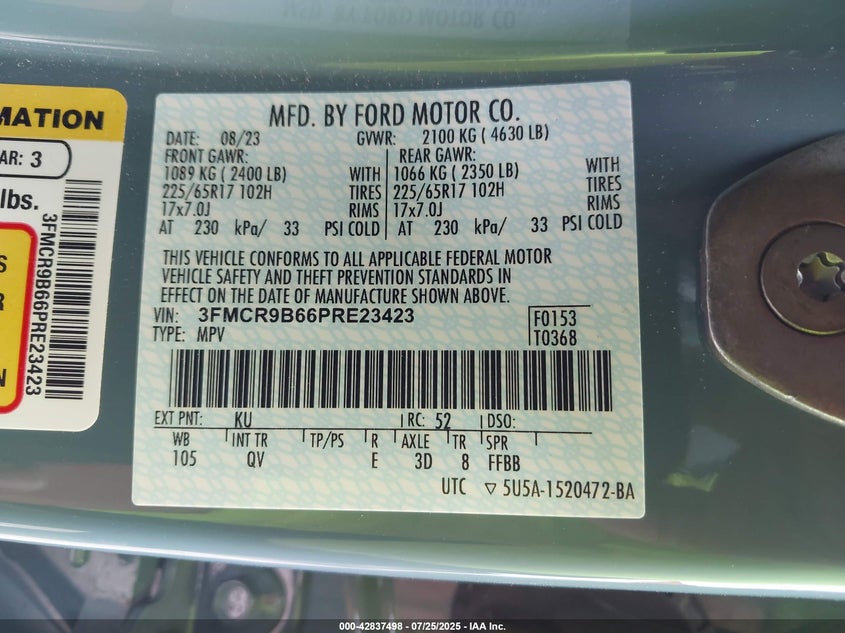 MFD. BY FORD MOTOR CO.
MATION
AR: 3
lbs.
S
R
N
3FMCR9B66PRE23423
MFD. BY FORD MOTOR CO.
DATE: 08/23 GVWR: 2100 KG ( 4630 LB)
FRONT GAWR: REAR GAWR:
1089 KG ( 2400 LB) WITH 1066 KG ( 2350 LB) WITH
225/65R17 102H TIRES 225/65R17 102H TIRES
17x7.0J RIMS 17x7.0J RIMS
AT 230 kPa/ 33 PSI COLD AT 230 kPa/ 33 PSI COLD
THIS VEHICLE CONFORMS TO ALL APPLICABLE FEDERAL MOTOR
VEHICLE SAFETY AND THEFT PREVENTION STANDARDS IN
EFFECT ON THE DATE OF MANUFACTURE SHOWN ABOVE.
VIN: 3FMCR9B66PRE23423 F0153
TYPE: MPV T0368
EXT PNT: KU RC: 52 DSO:
WB INT TR TP/PS R AXLE TR SPR
105 QV E 3D 8 FFBB
UTC ▽ 5U5A-1520472-BA
000-42837498 - 07/25/2025 - IAA Inc.